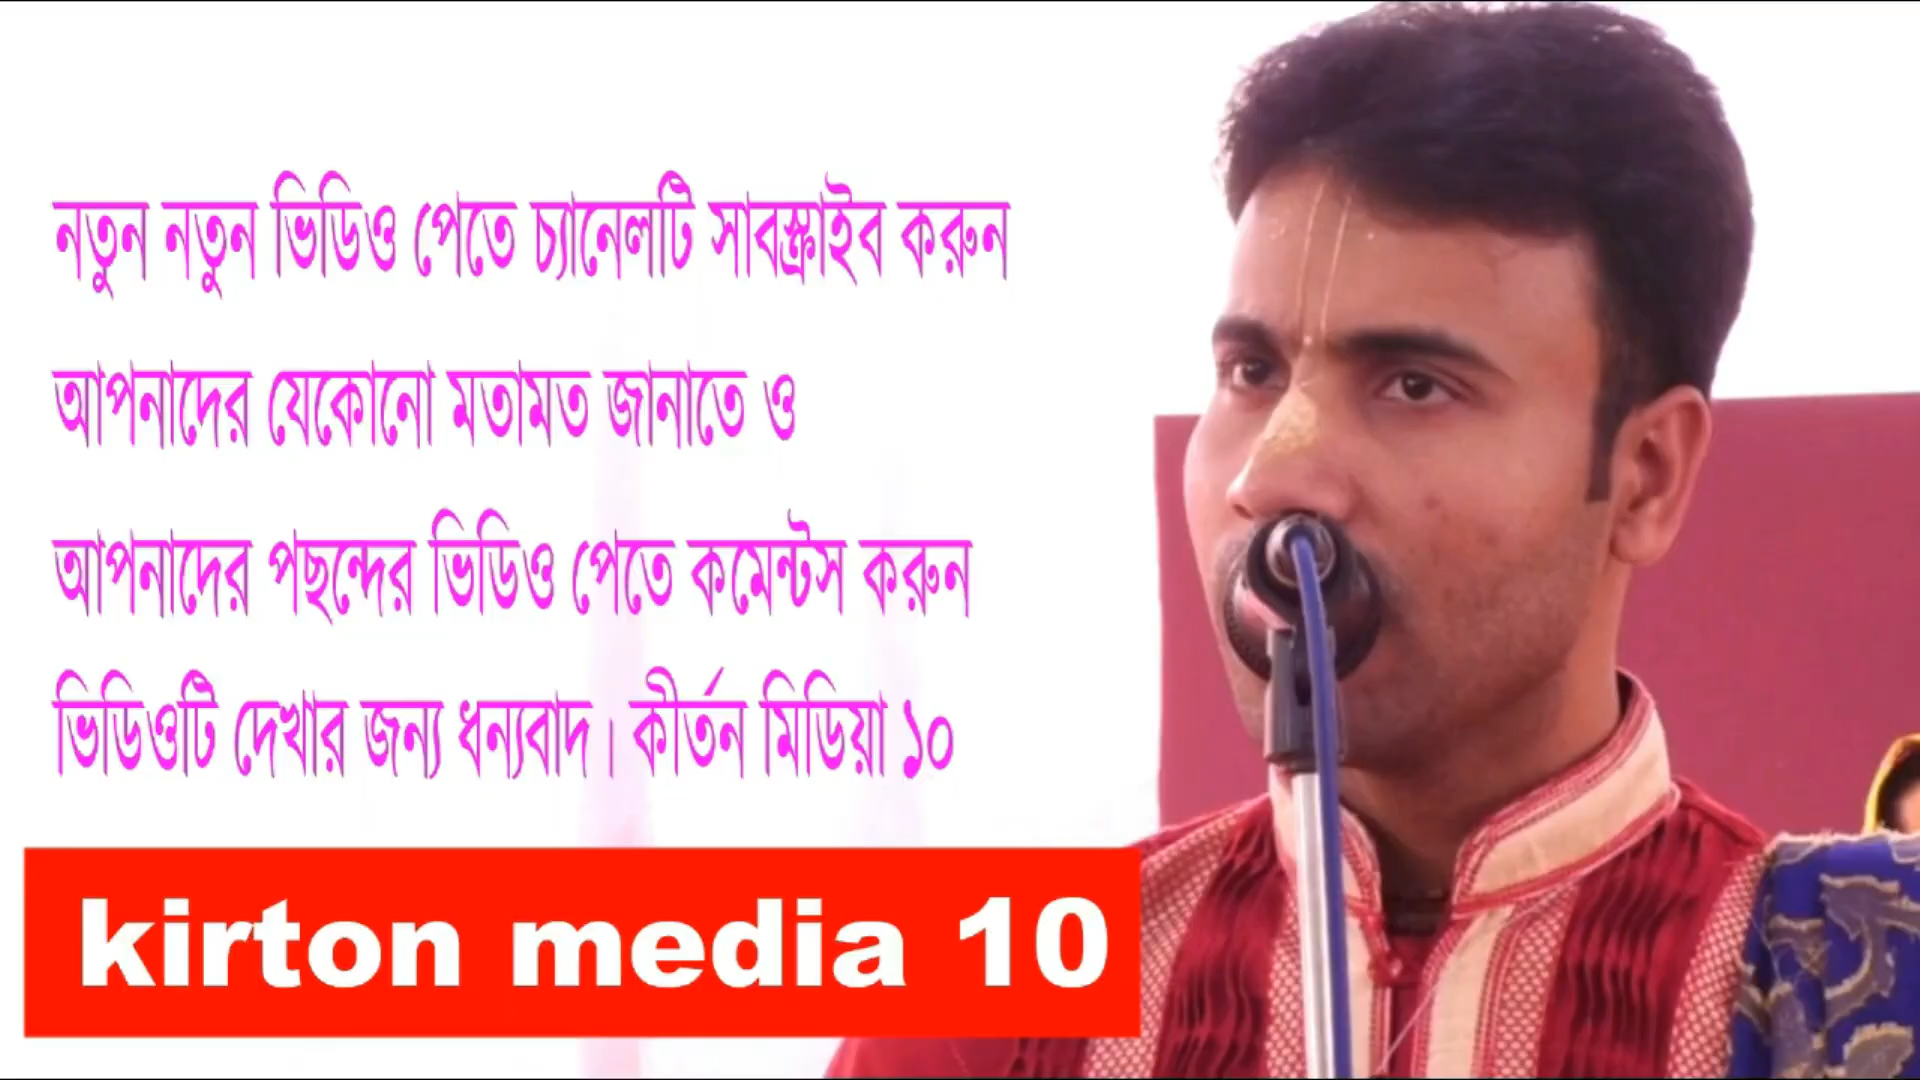 নতুন নতুন ভিডিও পেতে চ্যানেলটি সাবস্ক্রাইব করুন
আপনাদের যেকোনো মতামত জানাতে ও
আপনাদের পছন্দের ভিডিও পেতে কমেন্টস করুন
ভিডিওটি দেখার জন্য ধন্যবাদ। কীর্তন মিডিয়া ১০
kirton media 10